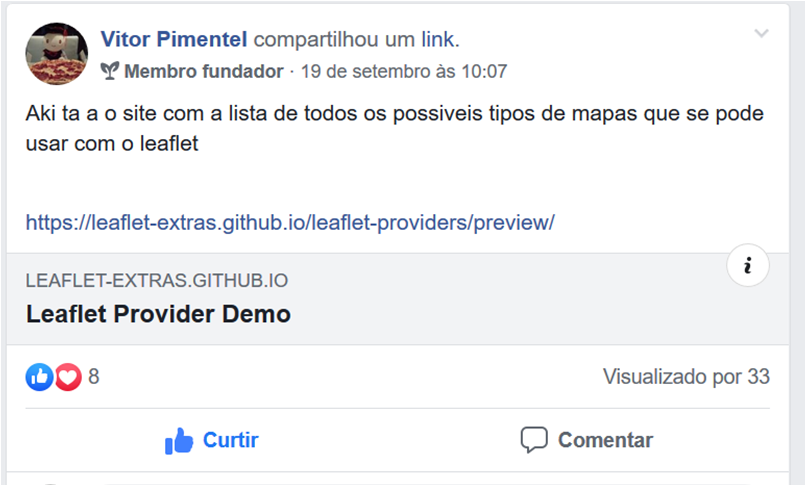 Vitor Pimentel compartilhou um link.
Membro fundador · 19 de setembro às 10:07
Aki ta a o site com a lista de todos os possiveis tipos de mapas que se pode
usar com o leaflet
https://leaflet-extras.github.io/leaflet-providers/preview/
LEAFLET-EXTRAS.GITHUB.IO
i
Leaflet Provider Demo
8
Visualizado por 33
Curtir
Comentar